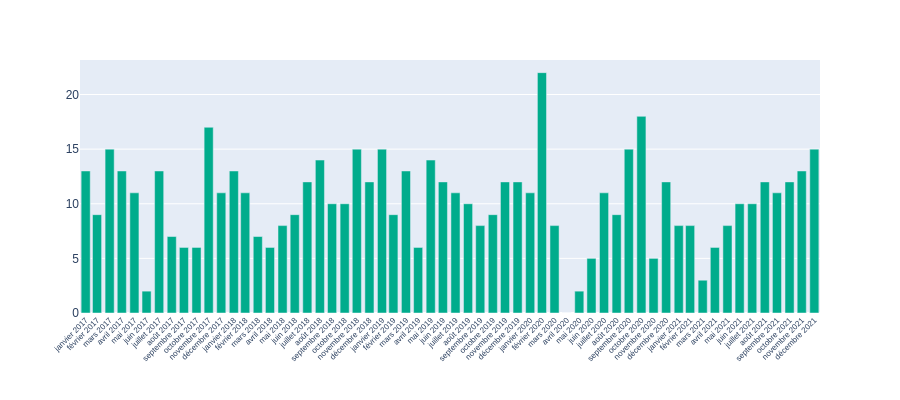 20
15
10
5
0
janvier 2017
février 2017
mars 2017
avril 2017
mai 2017
juin 2017
juillet 2017
août 2017
septembre 2017
octobre 2017
novembre 2017
décembre 2017
janvier 2018
février 2018
mars 2018
avril 2018
mai 2018
juin 2018
juillet 2018
août 2018
septembre 2018
octobre 2018
novembre 2018
décembre 2018
janvier 2019
février 2019
mars 2019
avril 2019
mai 2019
juin 2019
juillet 2019
août 2019
septembre 2019
octobre 2019
novembre 2019
décembre 2019
janvier 2020
février 2020
mars 2020
avril 2020
mai 2020
juin 2020
juillet 2020
août 2020
septembre 2020
octobre 2020
novembre 2020
décembre 2020
janvier 2021
février 2021
mars 2021
avril 2021
mai 2021
juin 2021
juillet 2021
août 2021
septembre 2021
octobre 2021
novembre 2021
décembre 2021